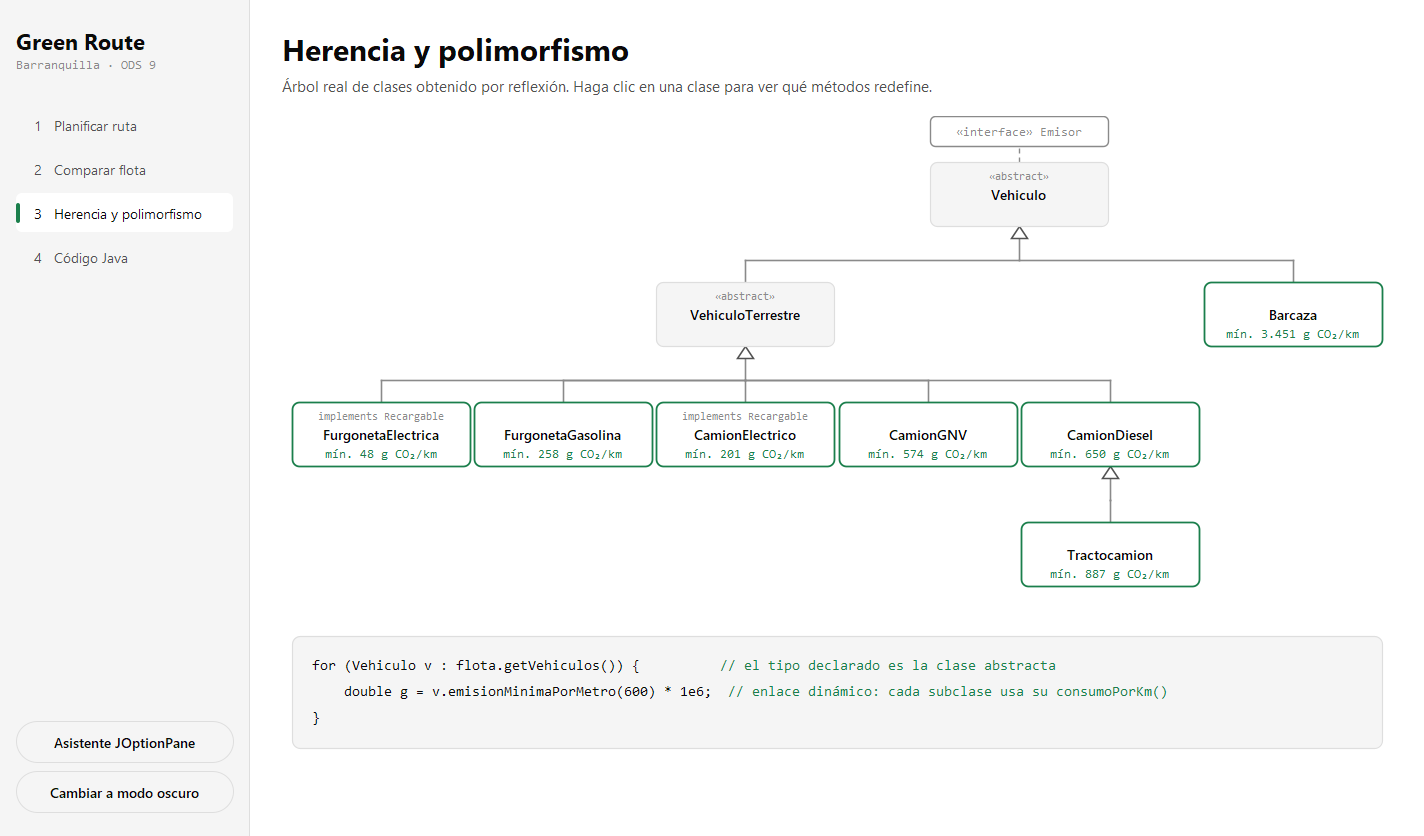 Green Route
Barranquilla · ODS 9
1 Planificar ruta
2 Comparar flota
3 Herencia y polimorfismo
4 Código Java
Asistente JOptionPane
Cambiar a modo oscuro
Herencia y polimorfismo
Árbol real de clases obtenido por reflexión. Haga clic en una clase para ver qué métodos redefine.
«interface» Emisor
«abstract»
Vehiculo
«abstract»
VehiculoTerrestre
Barcaza
mín. 3.451 g CO₂/km
implements Recargable
FurgonetaElectrica
mín. 48 g CO₂/km
FurgonetaGasolina
mín. 258 g CO₂/km
implements Recargable
CamionElectrico
mín. 201 g CO₂/km
CamionGNV
mín. 574 g CO₂/km
CamionDiesel
mín. 650 g CO₂/km
Tractocamion
mín. 887 g CO₂/km
for (Vehiculo v : flota.getVehiculos()) {          // el tipo declarado es la clase abstracta
    double g = v.emisionMinimaPorMetro(600) * 1e6;  // enlace dinámico: cada subclase usa su consumoPorKm()
}